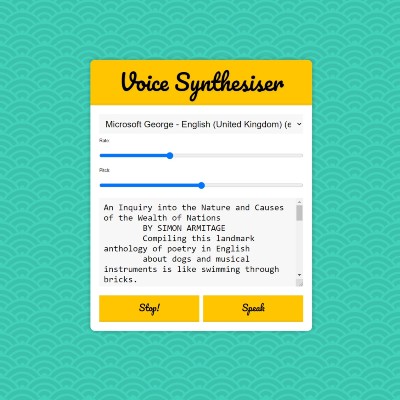 Voice Synthesiser
Microsoft George - English (United Kingdom) (e
Rate:
Pitch:
An Inquiry into the Nature and Causes
of the Wealth of Nations
BY SIMON ARMITAGE
Compiling this landmark
anthology of poetry in English
about dogs and musical
instruments is like swimming through
bricks.
Stop!
Speak